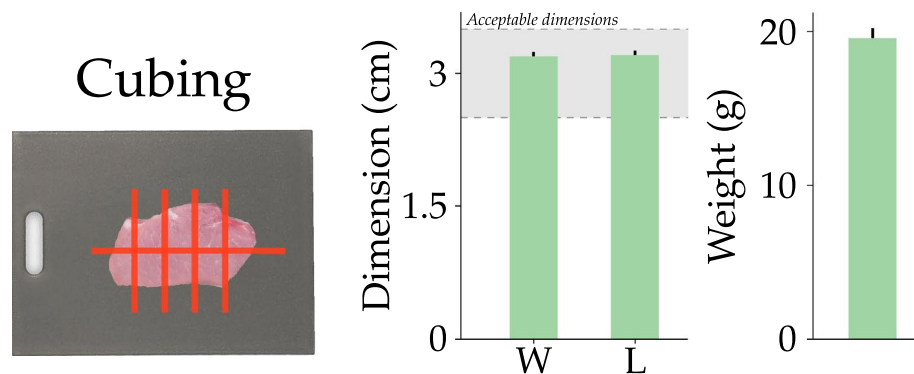 Cubing
Dimension (cm)
Acceptable dimensions
3
1.5
0
W
L
Weight (g)
20
10
0